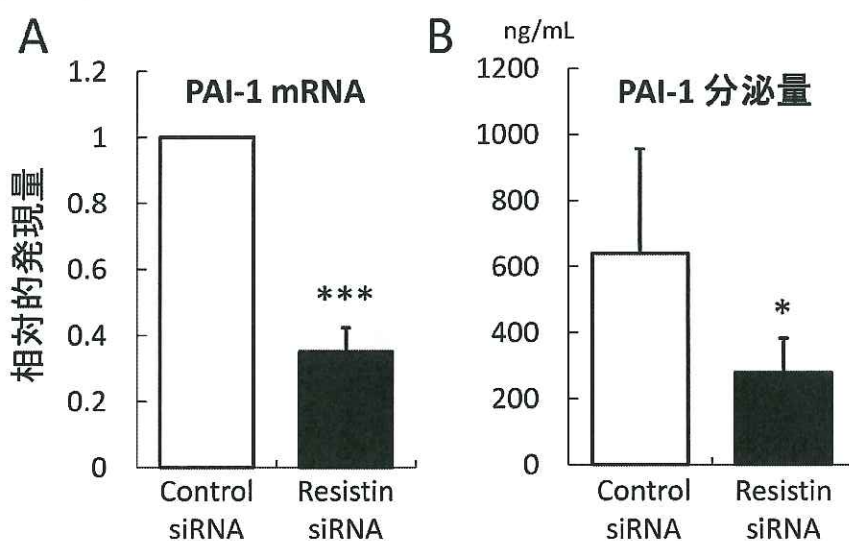 A
PAI-1 mRNA
相対的発現量
1.2
1
0.8
0.6
0.4
0.2
0
***
Control
siRNA
Resistin
siRNA
B
ng/mL
PAI-1 分泌量
1200
1000
800
600
400
200
0
*
Control
siRNA
Resistin
siRNA